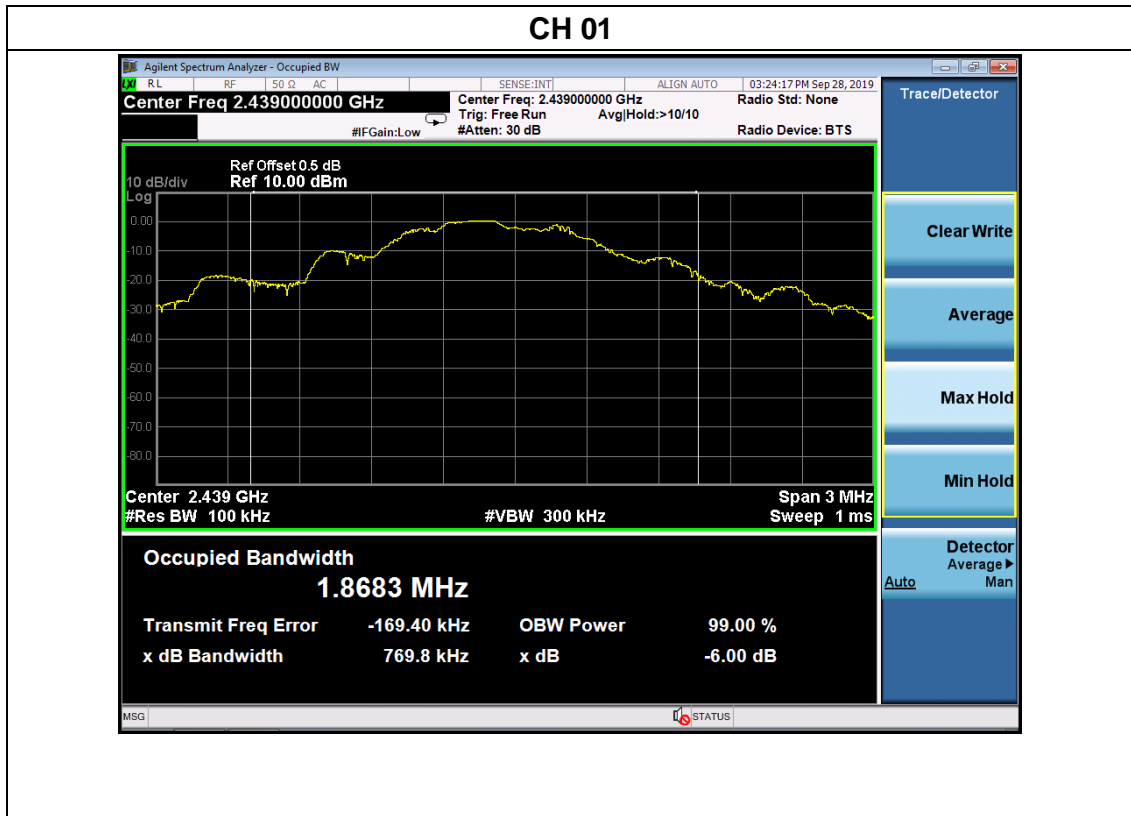 CH 01
Agilent Spectrum Analyzer - Occupied BW
LXI RL RF 50 Ω AC SENSE:INT ALIGN AUTO 03:24:17 PM Sep 28, 2019
Center Freq 2.439000000 GHz
Center Freq: 2.439000000 GHz Radio Std: None
Trig: Free Run Avg|Hold:>10/10
#IFGain:Low #Atten: 30 dB Radio Device: BTS
Ref Offset 0.5 dB
10 dB/div Ref 10.00 dBm
Log
0.00
-10.0
-20.0
-30.0
-40.0
-50.0
-60.0
-70.0
-80.0
Center 2.439 GHz Span 3 MHz
#Res BW 100 kHz #VBW 300 kHz Sweep 1 ms
Occupied Bandwidth
1.8683 MHz
Transmit Freq Error -169.40 kHz OBW Power 99.00 %
x dB Bandwidth 769.8 kHz x dB -6.00 dB
MSG STATUS
Trace/Detector
Clear Write
Average
Max Hold
Min Hold
Detector
Average▶
Auto Man